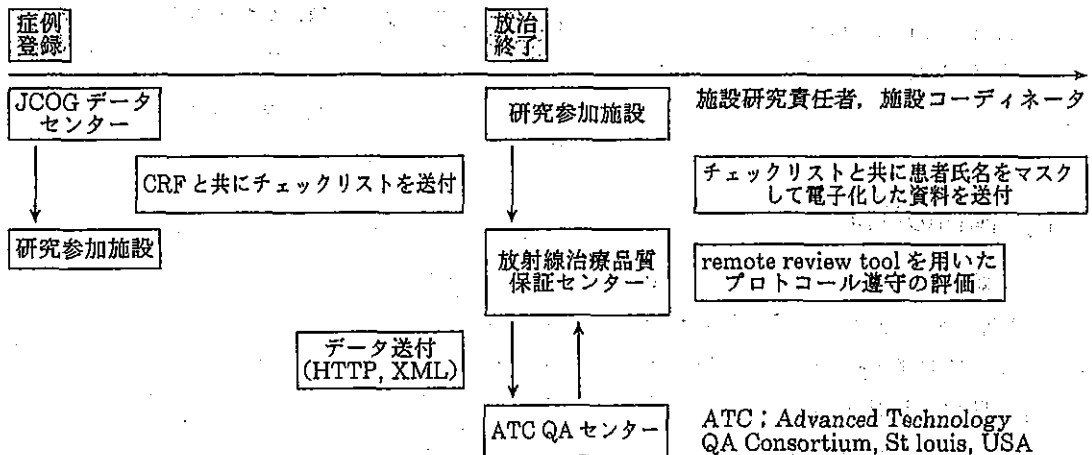 症例
登録
放治
終了
JCOG データ
センター
研究参加施設
施設研究責任者，施設コーディネータ
CRF と共にチェックリストを送付
チェックリストと共に患者氏名をマスク
して電子化した資料を送付
研究参加施設
放射線治療品質
保証センター
remote review tool を用いた
プロトコール遵守の評価
データ送付
(HTTP, XML)
ATC QA センター
ATC ; Advanced Technology
QA Consortium, St louis, USA